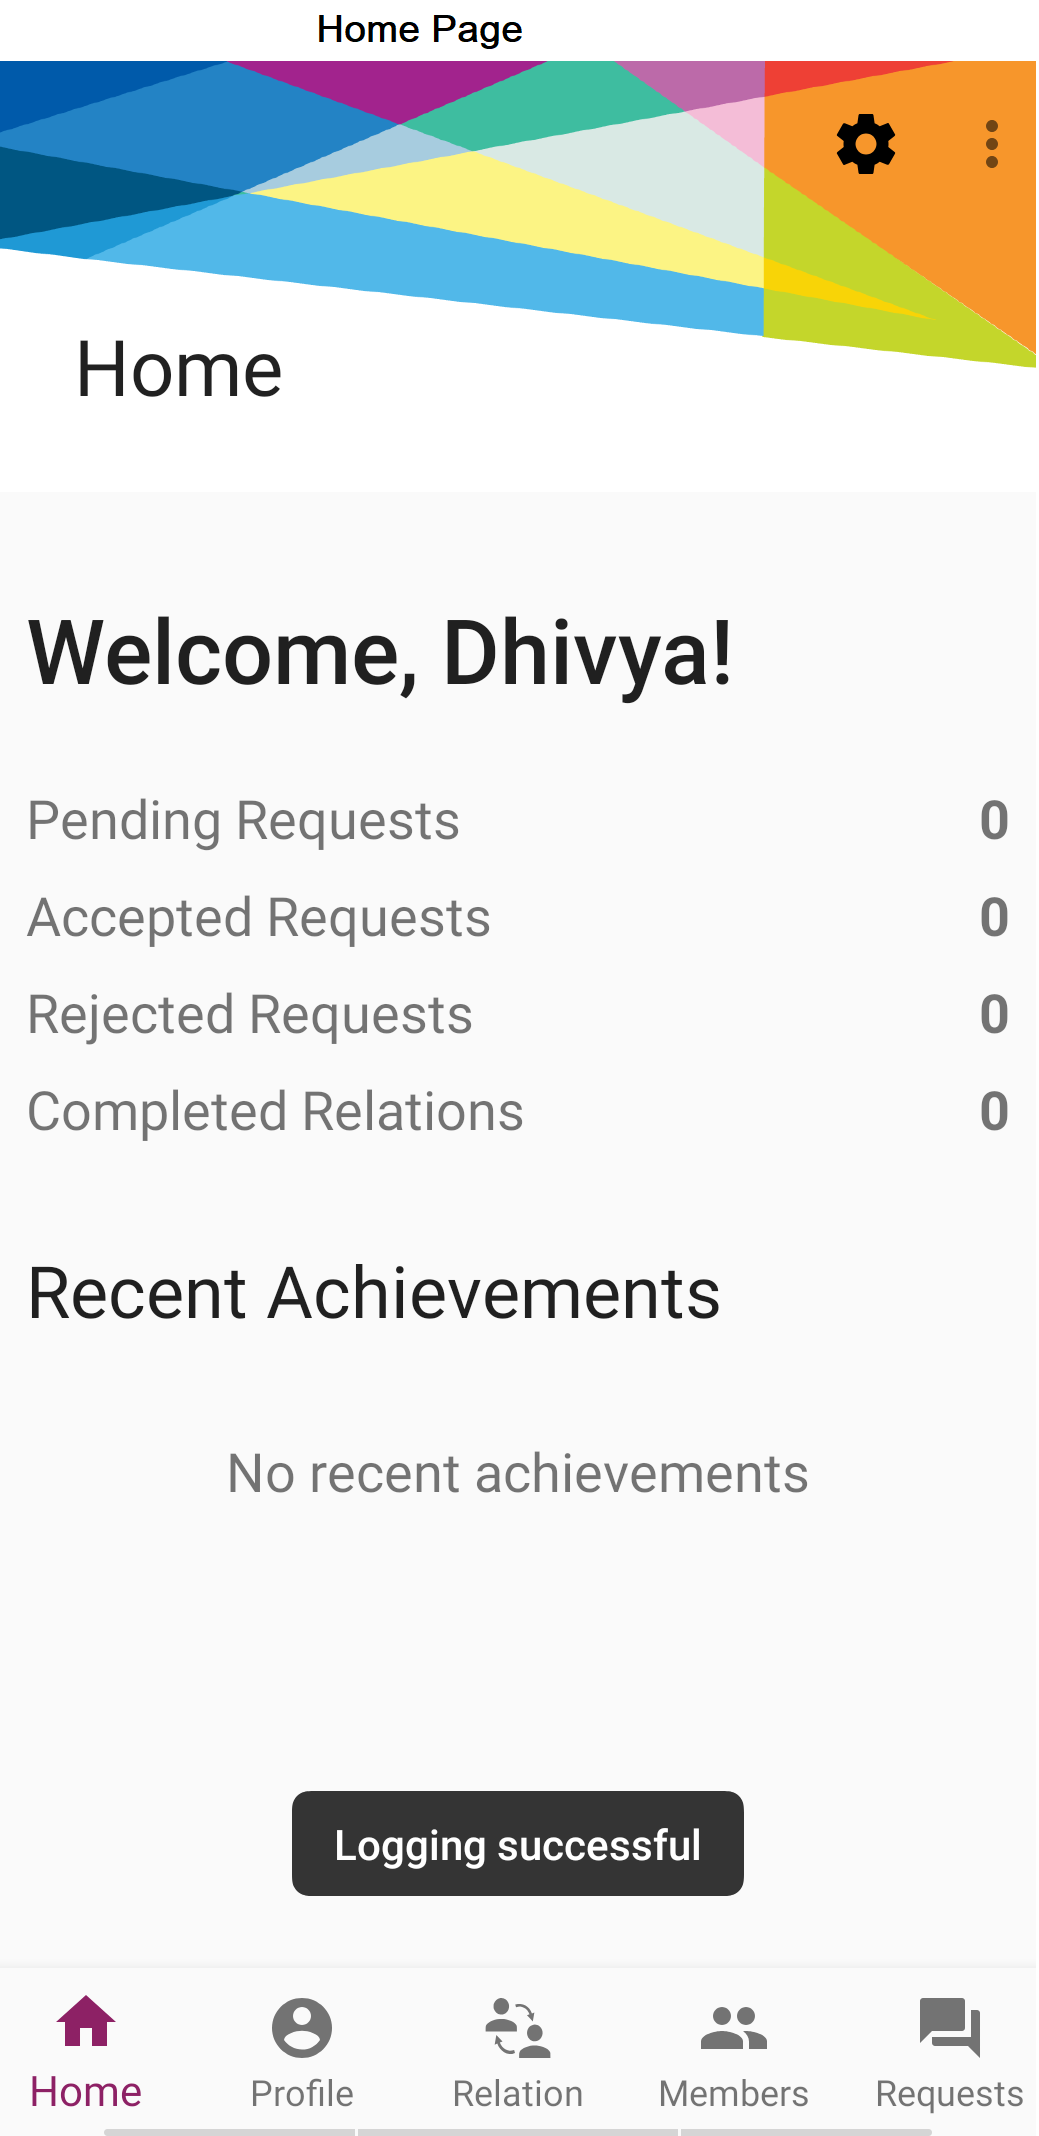 Home Page
Home
Welcome, Dhivya!
Pending Requests 0
Accepted Requests 0
Rejected Requests 0
Completed Relations 0
Recent Achievements
No recent achievements
Logging successful
Home Profile Relation Members Requests